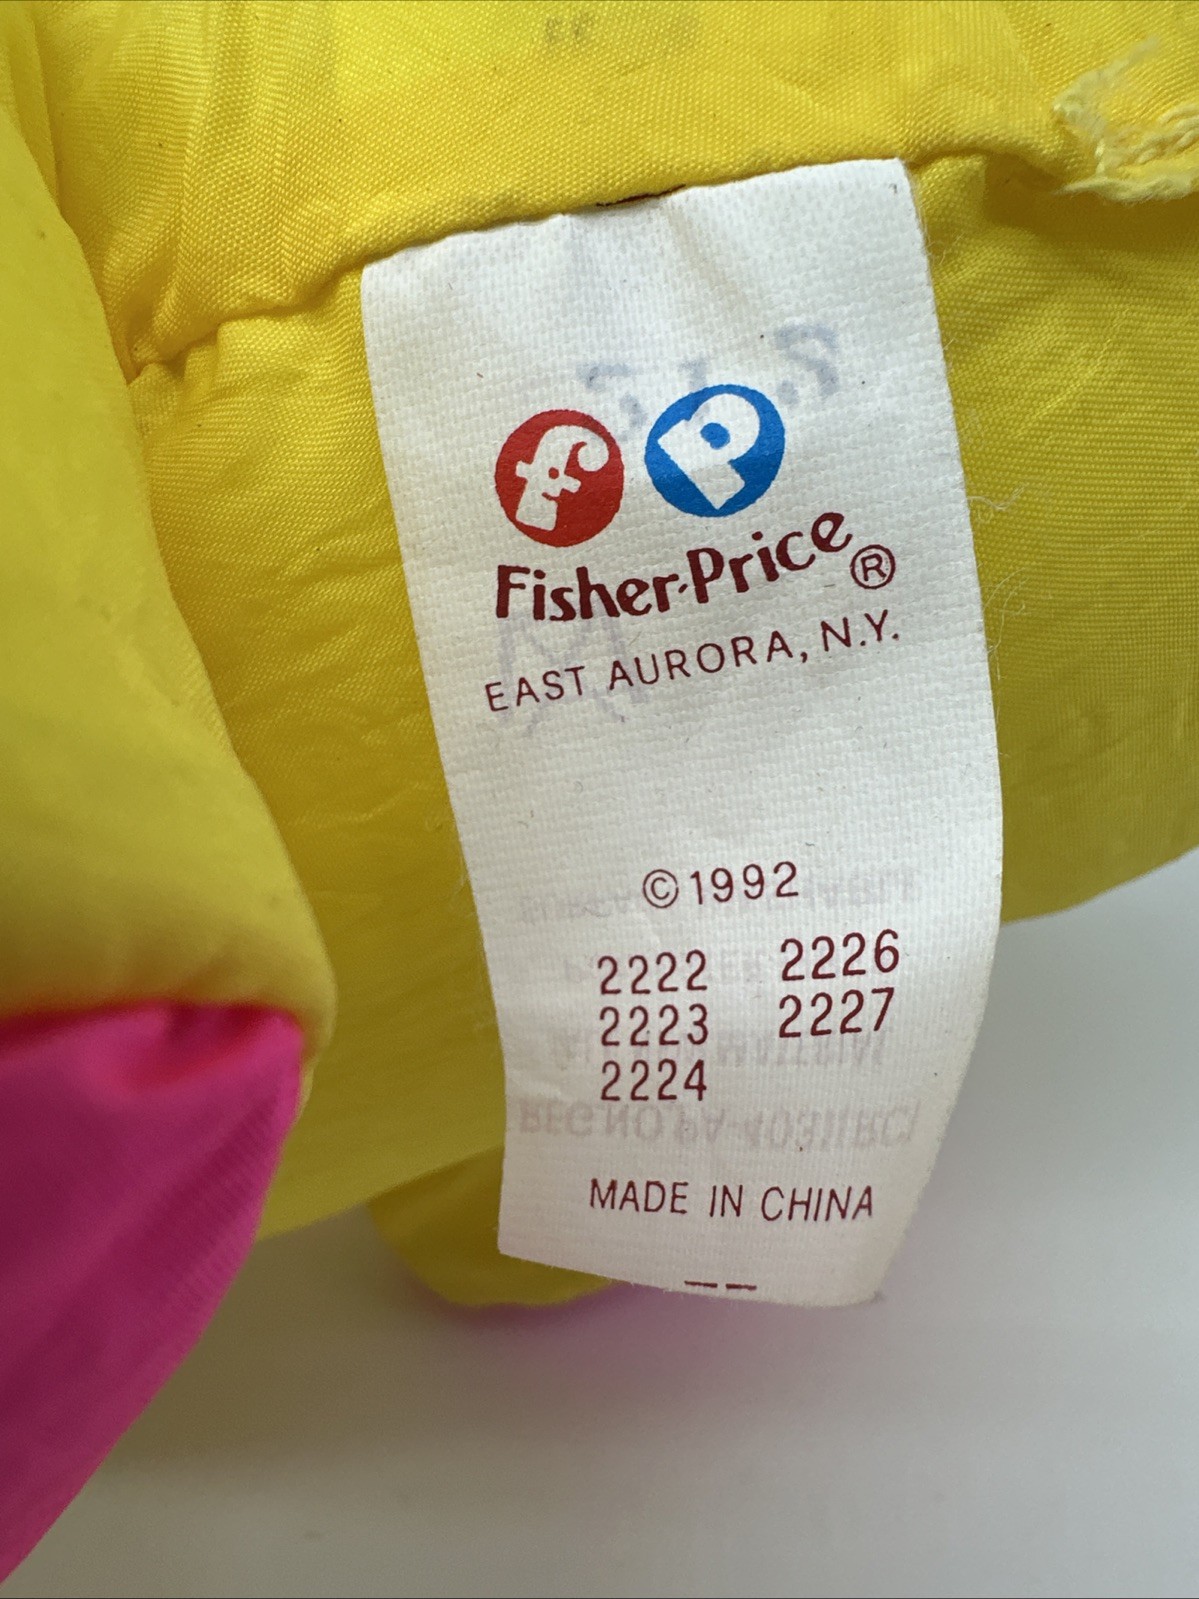 f P
Fisher-Price®
EAST AURORA, N.Y.
©1992
2222 2226
2223 2227
2224
MADE IN CHINA